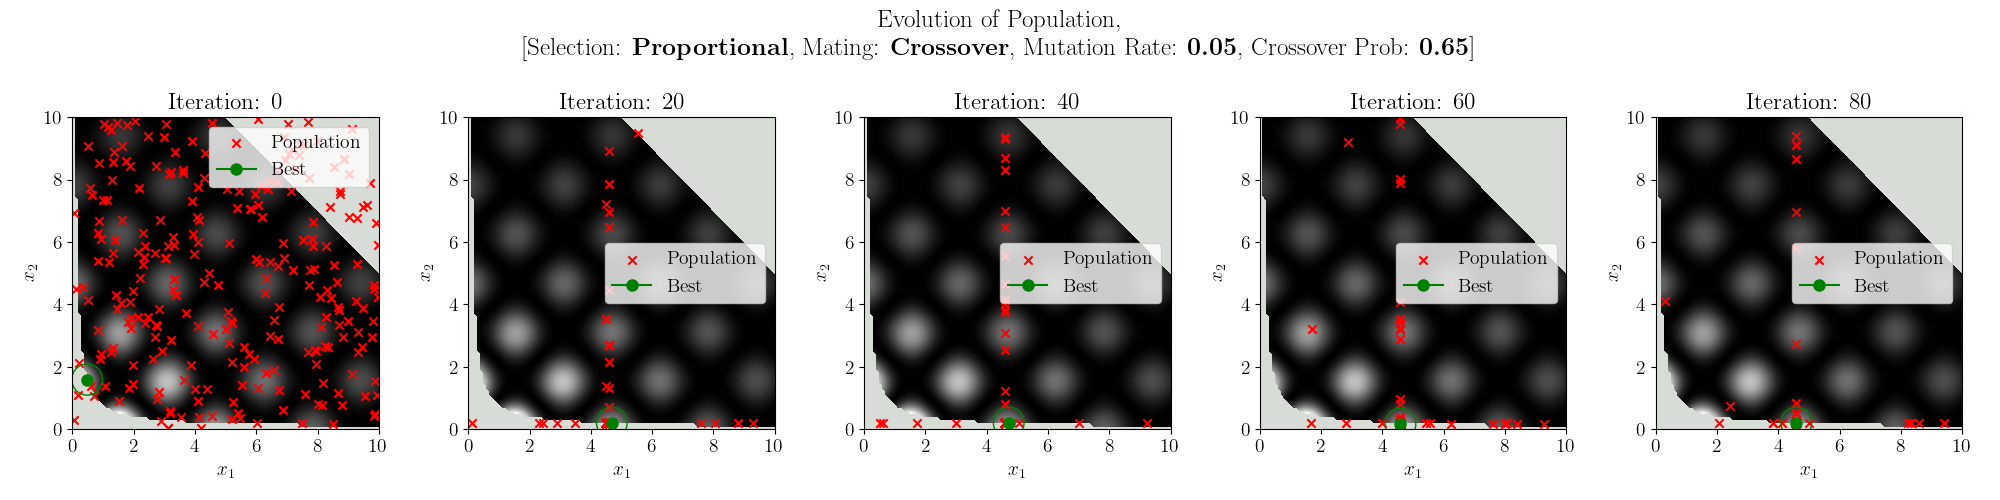 Evolution of Population,
[Selection: Proportional, Mating: Crossover, Mutation Rate: 0.05, Crossover Prob: 0.65]
Iteration: 0
10
8
6
4
2
0
x2
0 2 4 6 8 10
x1
Population
Best
Iteration: 20
10
8
6
4
2
0
x2
0 2 4 6 8 10
x1
Population
Best
Iteration: 40
10
8
6
4
2
0
x2
0 2 4 6 8 10
x1
Population
Best
Iteration: 60
10
8
6
4
2
0
x2
0 2 4 6 8 10
x1
Population
Best
Iteration: 80
10
8
6
4
2
0
x2
0 2 4 6 8 10
x1
Population
Best